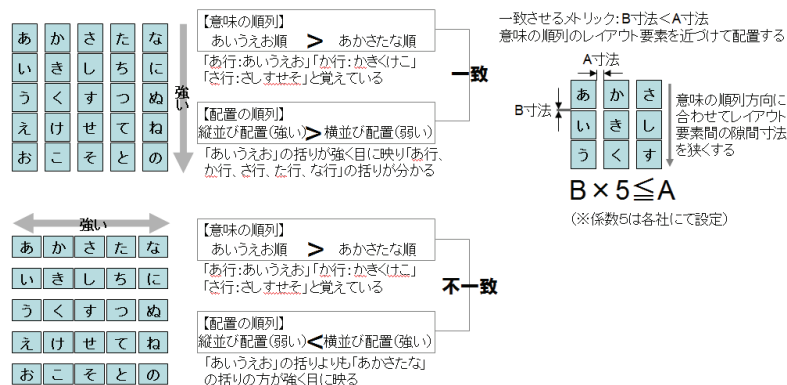 あ か さ た な
い き し ち に
う く す つ ぬ
え け せ て ね
お こ そ と の
強い
【意味の順列】
あいうえお順 > あかさたな順
「あ行:あいうえお」「か行:かきくけこ」
「さ行:さしすせそ」と覚えている
【配置の順列】
縦並び配置(強い)>横並び配置(弱い)
「あいうえお」の括りが強く目に映り「あ行、
か行、さ行、た行、な行」の括りが分かる
一致
一致させるメトリック:B寸法<A寸法
意味の順列のレイアウト要素を近づけて配置する
A寸法
B寸法
あ か さ
い き し
う く す
意味の順列方向に
合わせてレイアウト
要素間の隙間寸法
を狭くする
B×5≦A
(※係数5は各社にて設定)
強い
あ か さ た な
い き し ち に
う く す つ ぬ
え け せ て ね
お こ そ と の
【意味の順列】
あいうえお順 > あかさたな順
「あ行:あいうえお」「か行:かきくけこ」
「さ行:さしすせそ」と覚えている
【配置の順列】
縦並び配置(弱い)<横並び配置(強い)
「あいうえお」の括りよりも「あかさたな」
の括りの方が強く目に映る
不一致